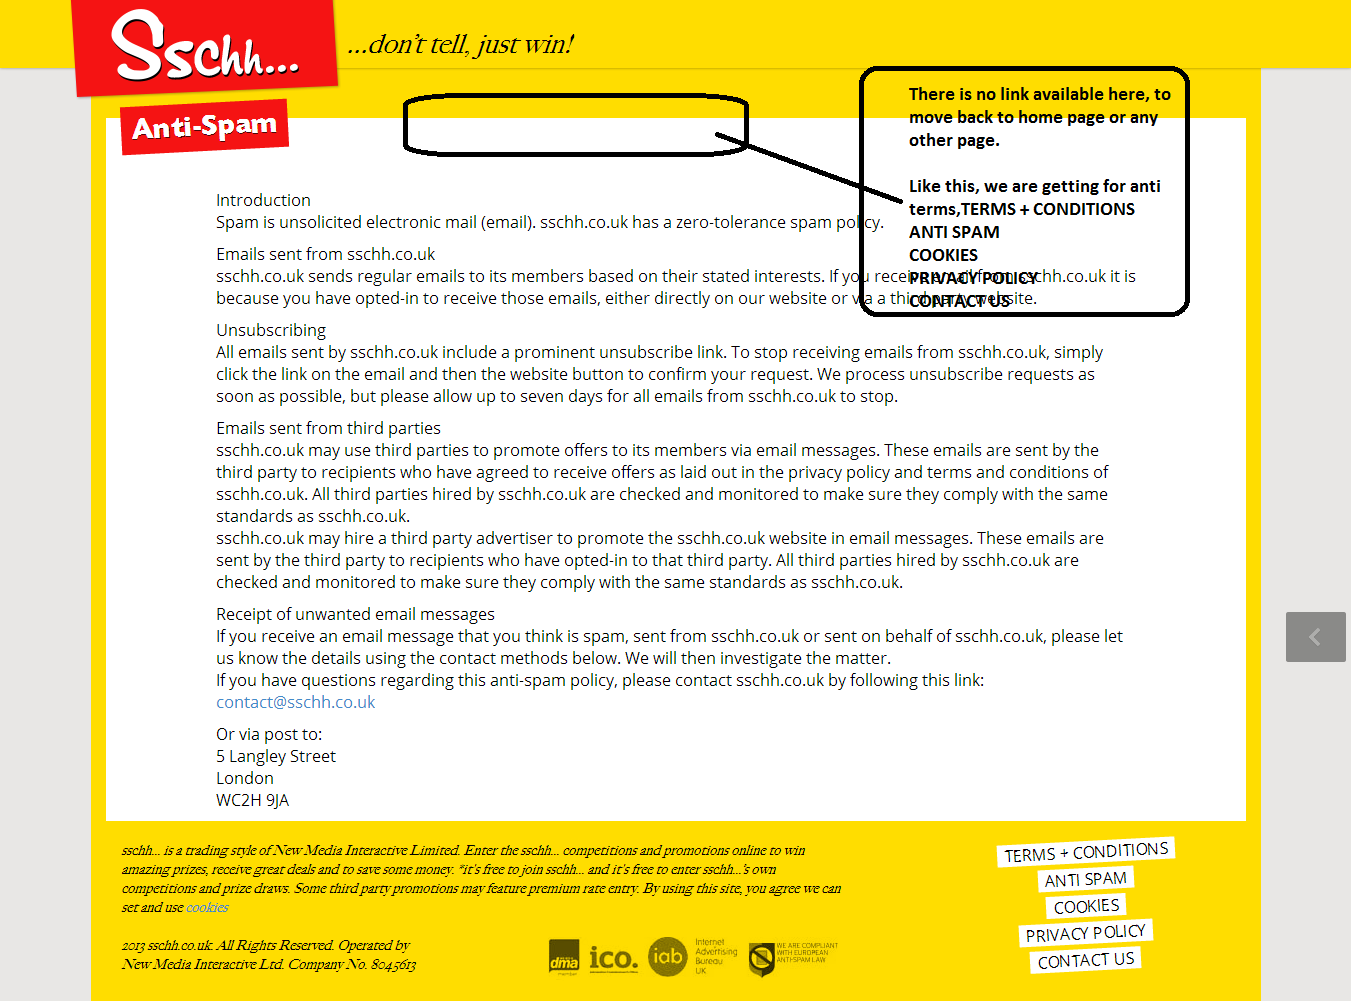 Sschh...
...don't tell, just win!
Anti-Spam
There is no link available here, to
move back to home page or any
other page.
Like this, we are getting for anti
terms,TERMS + CONDITIONS
ANTI SPAM
COOKIES
PRIVACY POLICY
CONTACT US
Introduction
Spam is unsolicited electronic mail (email). sschh.co.uk has a zero-tolerance spam policy.
Emails sent from sschh.co.uk
sschh.co.uk sends regular emails to its members based on their stated interests. If you receive email from sschh.co.uk it is
because you have opted-in to receive those emails, either directly on our website or via a third party website.
Unsubscribing
All emails sent by sschh.co.uk include a prominent unsubscribe link. To stop receiving emails from sschh.co.uk, simply
click the link on the email and then the website button to confirm your request. We process unsubscribe requests as
soon as possible, but please allow up to seven days for all emails from sschh.co.uk to stop.
Emails sent from third parties
sschh.co.uk may use third parties to promote offers to its members via email messages. These emails are sent by the
third party to recipients who have agreed to receive offers as laid out in the privacy policy and terms and conditions of
sschh.co.uk. All third parties hired by sschh.co.uk are checked and monitored to make sure they comply with the same
standards as sschh.co.uk.
sschh.co.uk may hire a third party advertiser to promote the sschh.co.uk website in email messages. These emails are
sent by the third party to recipients who have opted-in to that third party. All third parties hired by sschh.co.uk are
checked and monitored to make sure they comply with the same standards as sschh.co.uk.
Receipt of unwanted email messages
If you receive an email message that you think is spam, sent from sschh.co.uk or sent on behalf of sschh.co.uk, please let
us know the details using the contact methods below. We will then investigate the matter.
If you have questions regarding this anti-spam policy, please contact sschh.co.uk by following this link:
contact@sschh.co.uk
Or via post to:
5 Langley Street
London
WC2H 9JA
sschh... is a trading style of New Media Interactive Limited. Enter the sschh... competitions and promotions online to win
amazing prizes, receive great deals and to save some money. *it's free to join sschh... and it's free to enter sschh...'s own
competitions and prize draws. Some third party promotions may feature premium rate entry. By using this site, you agree we can
set and use cookies
2013 sschh.co.uk. All Rights Reserved. Operated by
New Media Interactive Ltd. Company No. 8045613
dma
ico.
iab
Internet
Advertising
Bureau
UK
WE ARE COMPLIANT
WITH EUROPEAN
ANTI-SPAM LAW
TERMS + CONDITIONS
ANTI SPAM
COOKIES
PRIVACY POLICY
CONTACT US